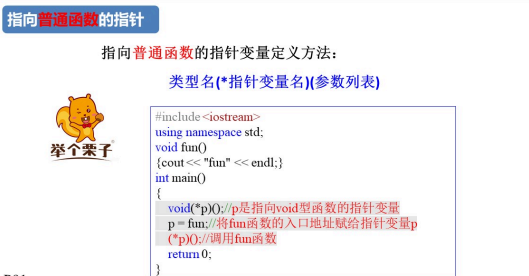 指向普通函数的指针
指向普通函数的指针变量定义方法:
类型名(*指针变量名)(参数列表)
举个栗子
#include <iostream>
using namespace std;
void fun()
{cout << "fun" << endl;}
int main()
{
void(*p)();//p是指向void型函数的指针变量
p = fun;//将fun函数的入口地址赋给指针变量p
(*p)();//调用fun函数
return 0;
}